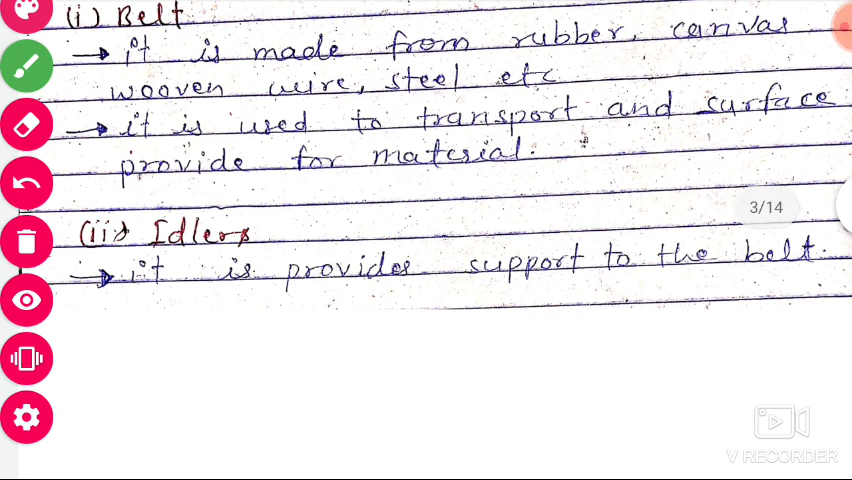 (i) Belt
→ it is made from rubber, canvas
wooven wire, steel etc
→ it is used to transport and surface
provide for material.
3/14
(ii) Idlers
→ it is provides support to the belt.
V RECORDER